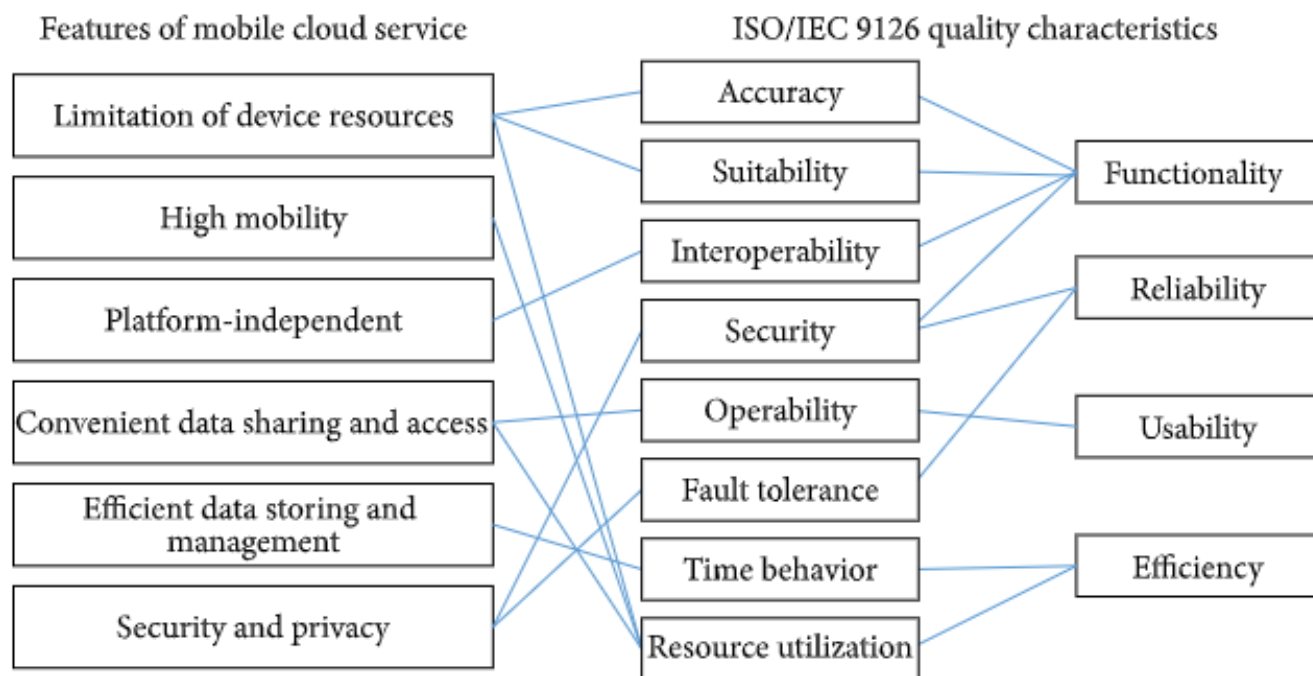 Features of mobile cloud service
ISO/IEC 9126 quality characteristics
Limitation of device resources
High mobility
Platform-independent
Convenient data sharing and access
Efficient data storing and
management
Security and privacy
Accuracy
Suitability
Interoperability
Security
Operability
Fault tolerance
Time behavior
Resource utilization
Functionality
Reliability
Usability
Efficiency